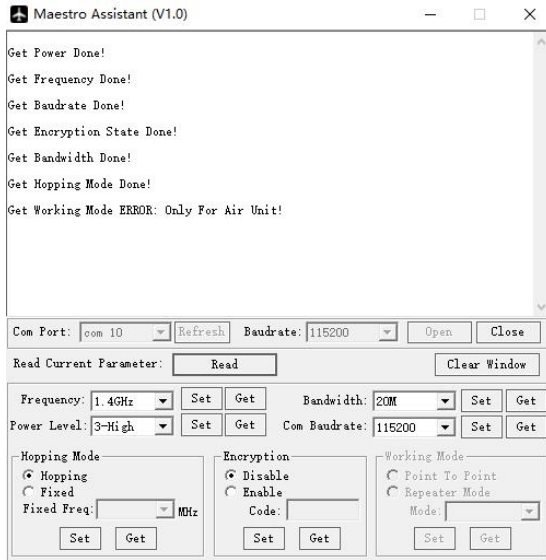 Maestro Assistant (V1.0)
Get Power Done!
Get Frequency Done!
Get Baudrate Done!
Get Encryption State Done!
Get Bandwidth Done!
Get Hopping Mode Done!
Get Working Mode ERROR: Only For Air Unit!
Com Port: com 10 Refresh Baudrate: 115200 Open Close
Read Current Parameter: Read Clear Window
Frequency: 1.4GHz Set Get Bandwidth: 20M Set Get
Power Level: 3-High Set Get Com Baudrate: 115200 Set Get
Hopping Mode Encryption Working Mode
Hopping Disable Point To Point
Fixed Enable Repeater Mode
Fixed Freq: MHz Code: Mode:
Set Get Set Get Set Get